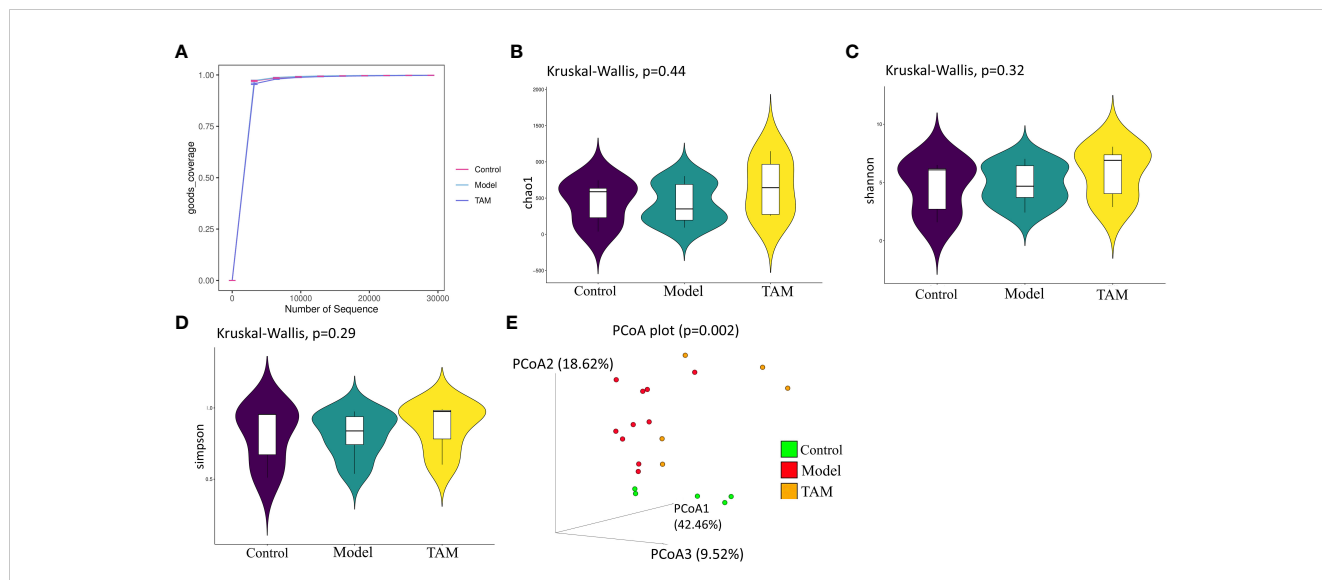 A
1.00
0.75
0.50
0.25
0.00
goods_coverage
0
10000
20000
30000
Number of Sequence
Control
Model
TAM
B
Kruskal-Wallis, p=0.44
2000
1500
000
500
0
-500
chao1
Control
Model
TAM
C
Kruskal-Wallis, p=0.32
10
5
0
shannon
Control
Model
TAM
D
Kruskal-Wallis, p=0.29
1.0
0.5
simpson
Control
Model
TAM
E
PCoA plot (p=0.002)
PCoA2 (18.62%)
PCoA1
(42.46%)
PCoA3 (9.52%)
Control
Model
TAM